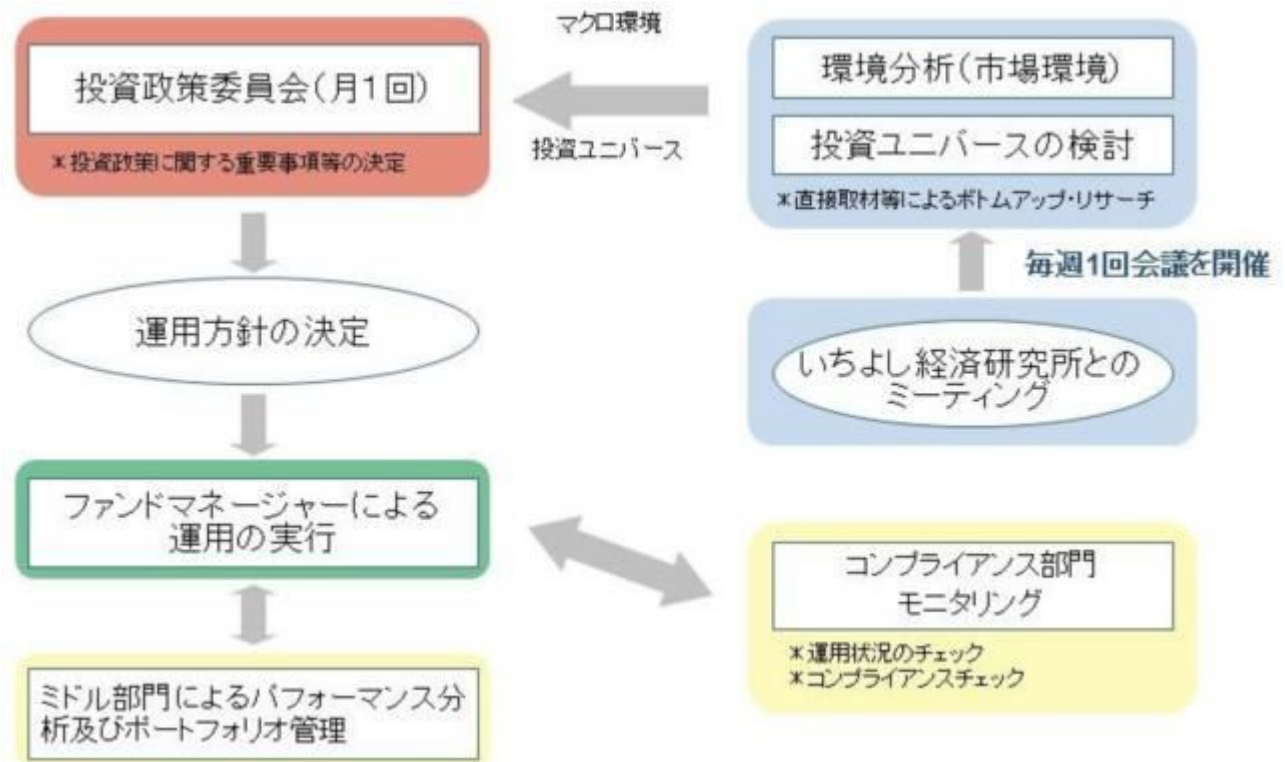 マクロ環境
投資政策委員会(月1回)
*投資政策に関する重要事項等の決定
投資ユニバース
環境分析(市場環境)
投資ユニバースの検討
*直接取材等によるボトムアップ・リサーチ
毎週1回会議を開催
いちよし経済研究所との
ミーティング
運用方針の決定
ファンドマネージャーによる
運用の実行
コンプライアンス部門
モニタリング
*運用状況のチェック
*コンプライアンスチェック
ミドル部門によるパフォーマンス分
析及びポートフォリオ管理